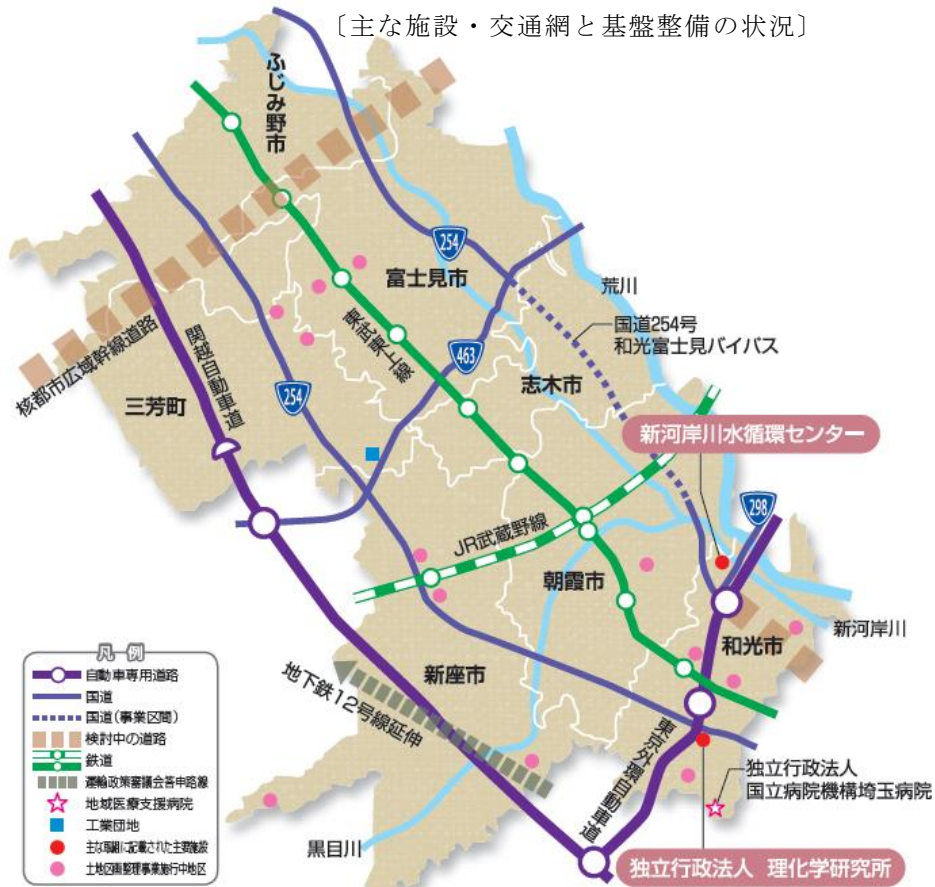 〔主な施設・交通網と基盤整備の状況〕
ふじみ野市
254
富士見市
荒川
国道254号
和光富士見バイパス
東武東上線
関越自動車道
核都市広域幹線道路
463
志木市
三芳町
254
新河岸川水循環センター
298
JR武蔵野線
朝霞市
新河岸川
和光市
新座市
地下鉄12号線延伸
東京外環自動車道
独立行政法人
国立病院機構埼玉病院
黒目川
独立行政法人 理化学研究所
凡例
自動車専用道路
国道
国道(事業区間)
検討中の道路
鉄道
運輸政策審議会答申路線
地域医療支援病院
工業団地
主な取組に記載された主要施設
土地区画整理事業施行中地区